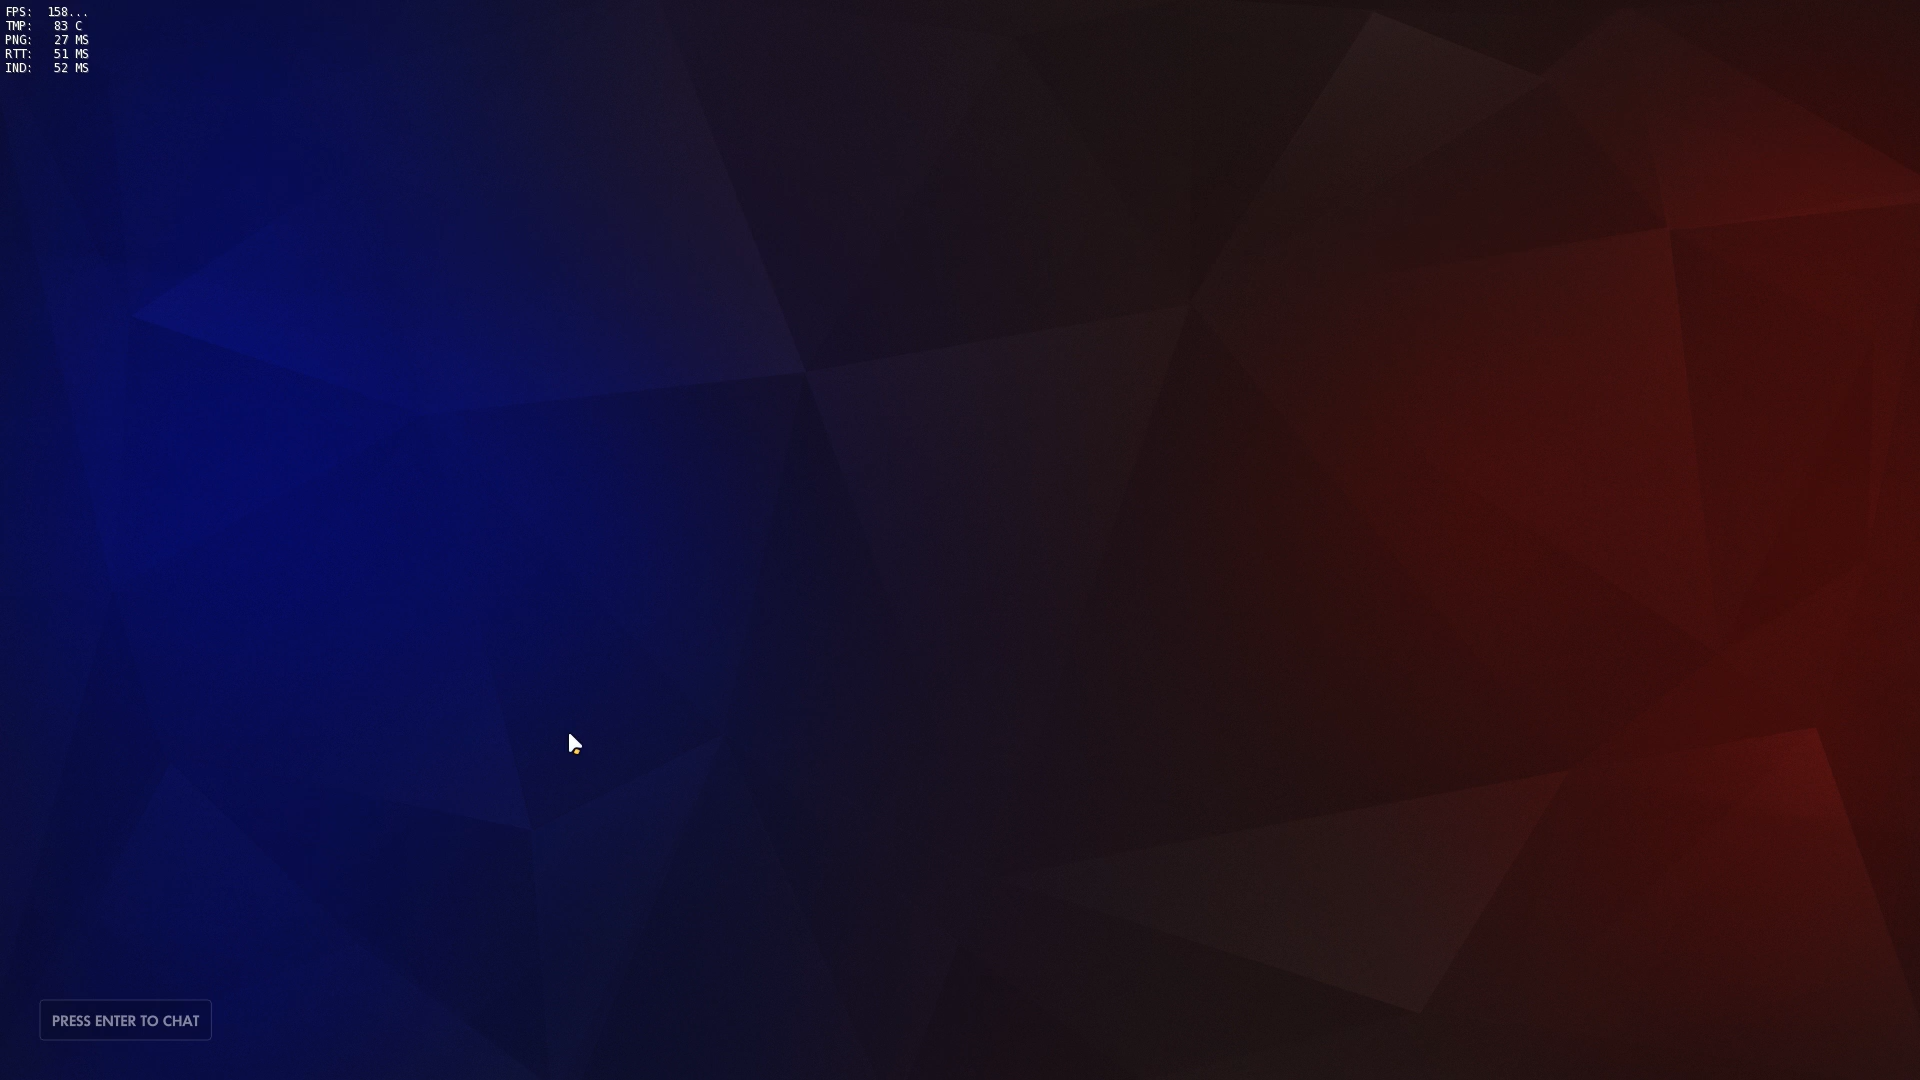 FPS: 158...
TMP: 83 C
PNG: 27 MS
RTT: 51 MS
IND: 52 MS
PRESS ENTER TO CHAT